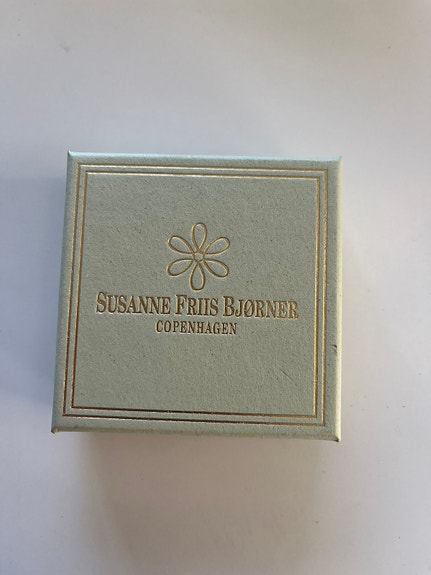 SUSANNE FRIIS BJØRNER
COPENHAGEN